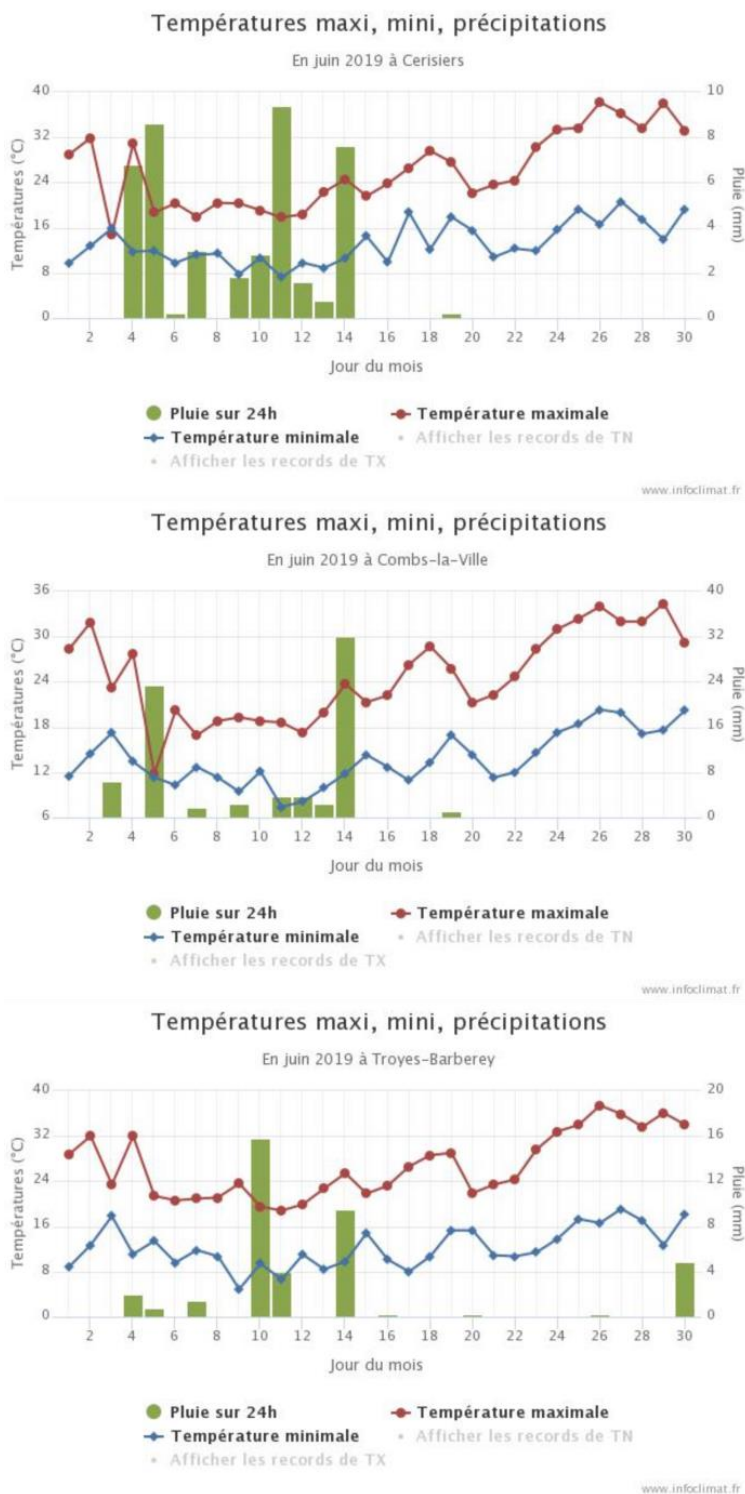 Températures maxi, mini, précipitations
En juin 2019 à Cerisiers
40 10
32 8
24 6
16 4
8 2
0 0
Températures (°C)
Pluie (mm)
2 4 6 8 10 12 14 16 18 20 22 24 26 28 30
Jour du mois
Pluie sur 24h Température maximale
Température minimale Afficher les records de TN
Afficher les records de TX
www.infoclimat.fr
Températures maxi, mini, précipitations
En juin 2019 à Combs-la-Ville
36 40
30 32
24 24
18 16
12 8
6 0
Températures (°C)
Pluie (mm)
2 4 6 8 10 12 14 16 18 20 22 24 26 28 30
Jour du mois
Pluie sur 24h Température maximale
Température minimale Afficher les records de TN
Afficher les records de TX
www.infoclimat.fr
Températures maxi, mini, précipitations
En juin 2019 à Troyes-Barberey
40 20
32 16
24 12
16 8
8 4
0 0
Températures (°C)
Pluie (mm)
2 4 6 8 10 12 14 16 18 20 22 24 26 28 30
Jour du mois
Pluie sur 24h Température maximale
Température minimale Afficher les records de TN
Afficher les records de TX
www.infoclimat.fr